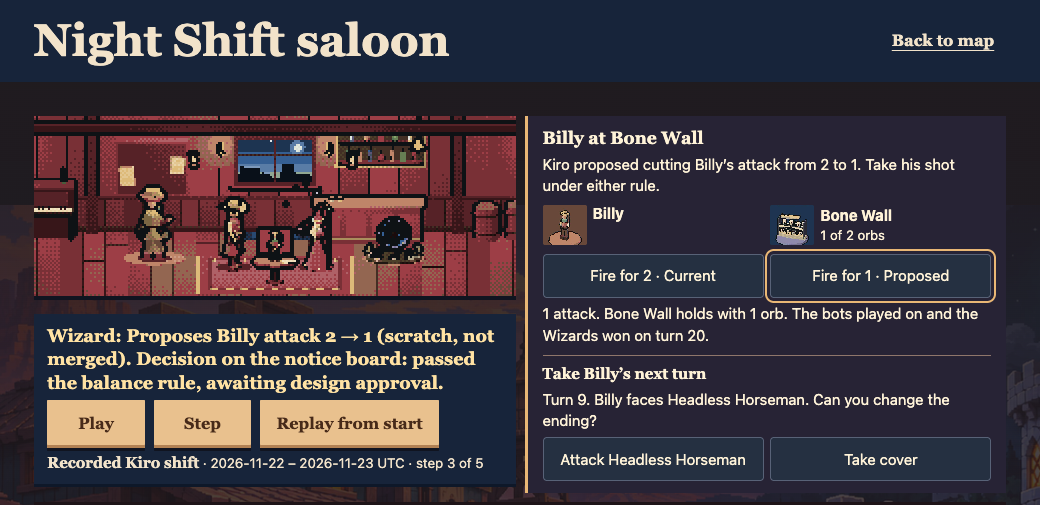 Night Shift saloon
Back to map
Wizard: Proposes Billy attack 2 → 1 (scratch, not
merged). Decision on the notice board: passed
the balance rule, awaiting design approval.
Play
Step
Replay from start
Recorded Kiro shift · 2026-11-22 – 2026-11-23 UTC · step 3 of 5
Billy at Bone Wall
Kiro proposed cutting Billy’s attack from 2 to 1. Take his shot
under either rule.
Billy
Bone Wall
1 of 2 orbs
Fire for 2 · Current
Fire for 1 · Proposed
1 attack. Bone Wall holds with 1 orb. The bots played on and the
Wizards won on turn 20.
Take Billy’s next turn
Turn 9. Billy faces Headless Horseman. Can you change the
ending?
Attack Headless Horseman
Take cover